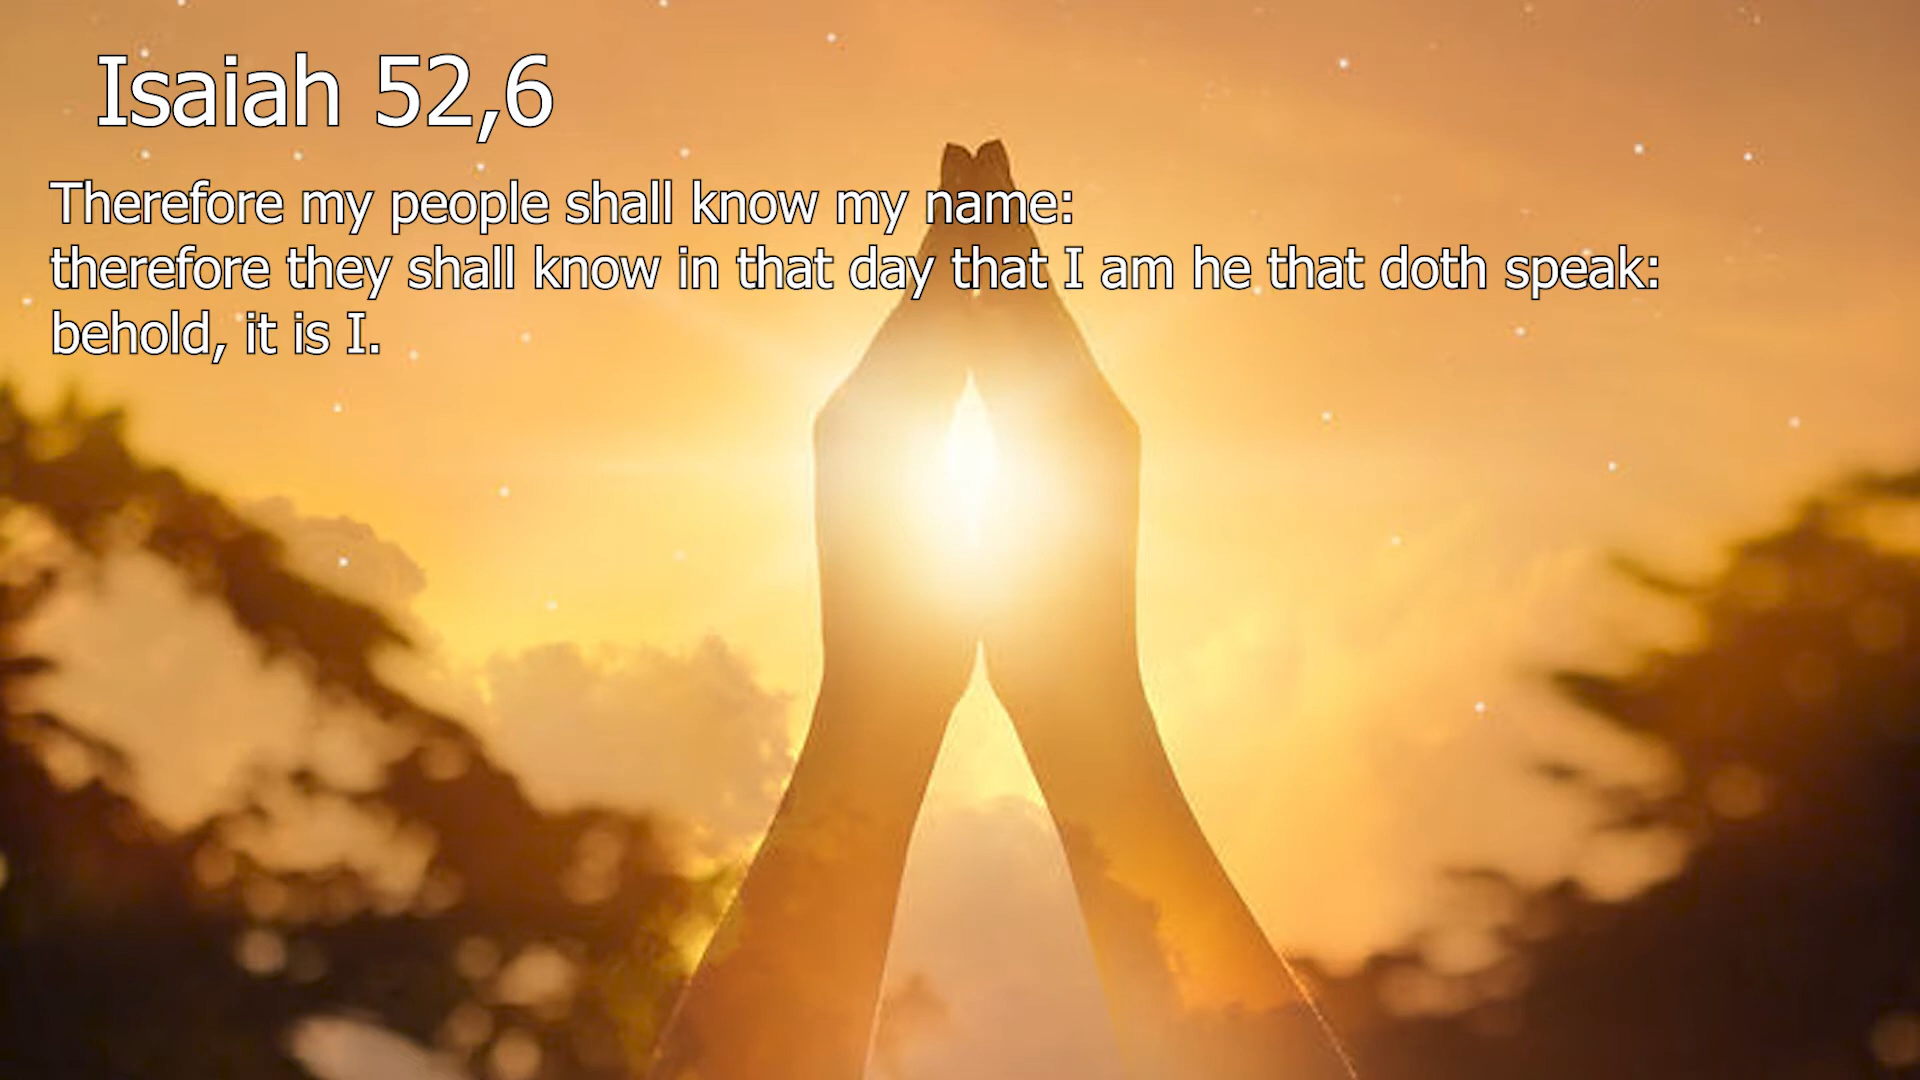 Isaiah 52,6
Therefore my people shall know my name:
therefore they shall know in that day that I am he that doth speak:
behold, it is I.